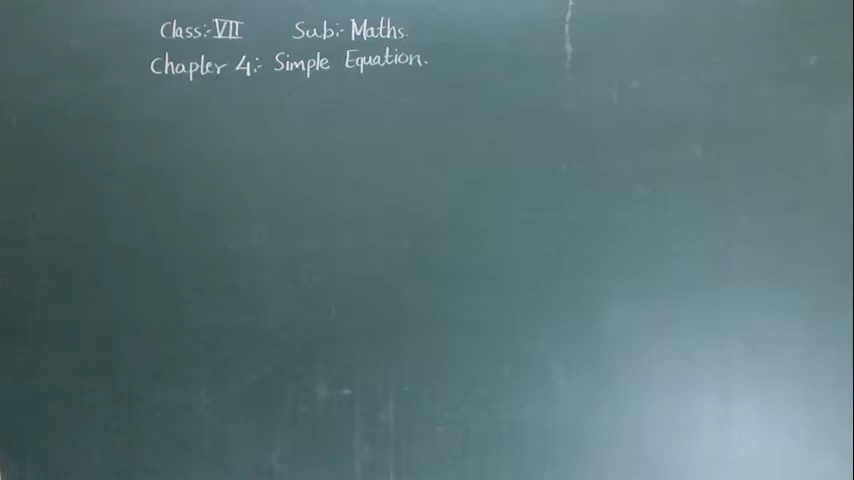 Class:- VII Sub:- Maths.
Chapter 4:- Simple Equation.